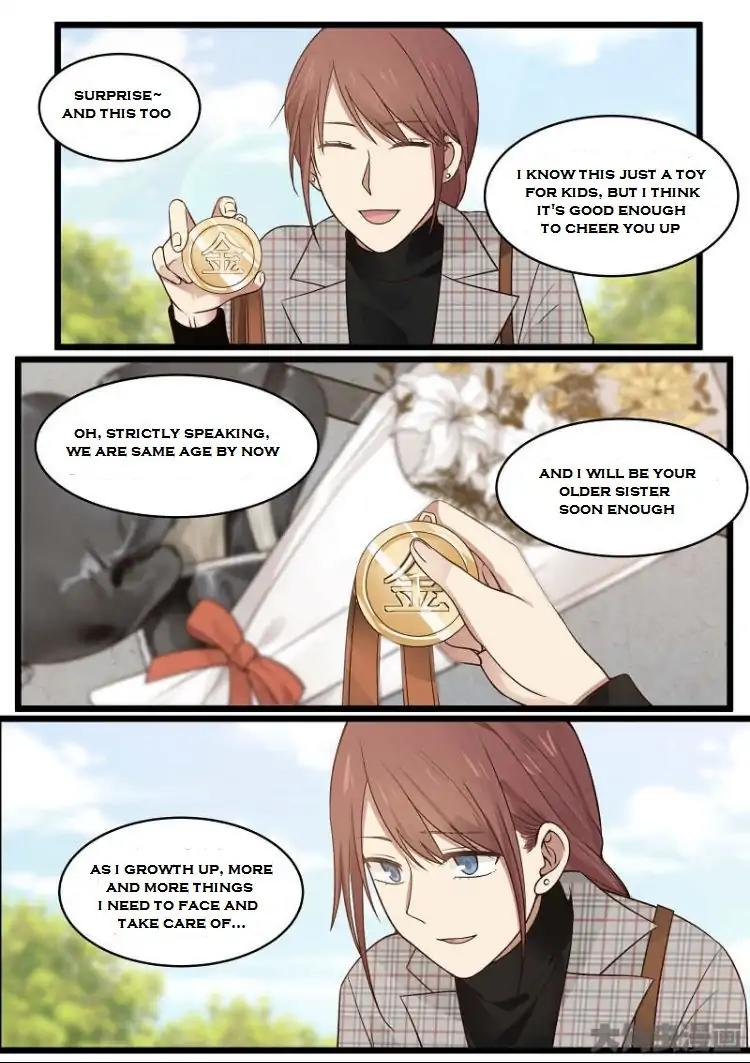 SURPRISE~
AND THIS TOO
I KNOW THIS JUST A TOY
FOR KIDS, BUT I THINK
IT'S GOOD ENOUGH
TO CHEER YOU UP
金
OH, STRICTLY SPEAKING,
WE ARE SAME AGE BY NOW
AND I WILL BE YOUR
OLDER SISTER
SOON ENOUGH
金
AS I GROWTH UP, MORE
AND MORE THINGS
I NEED TO FACE AND
TAKE CARE OF...